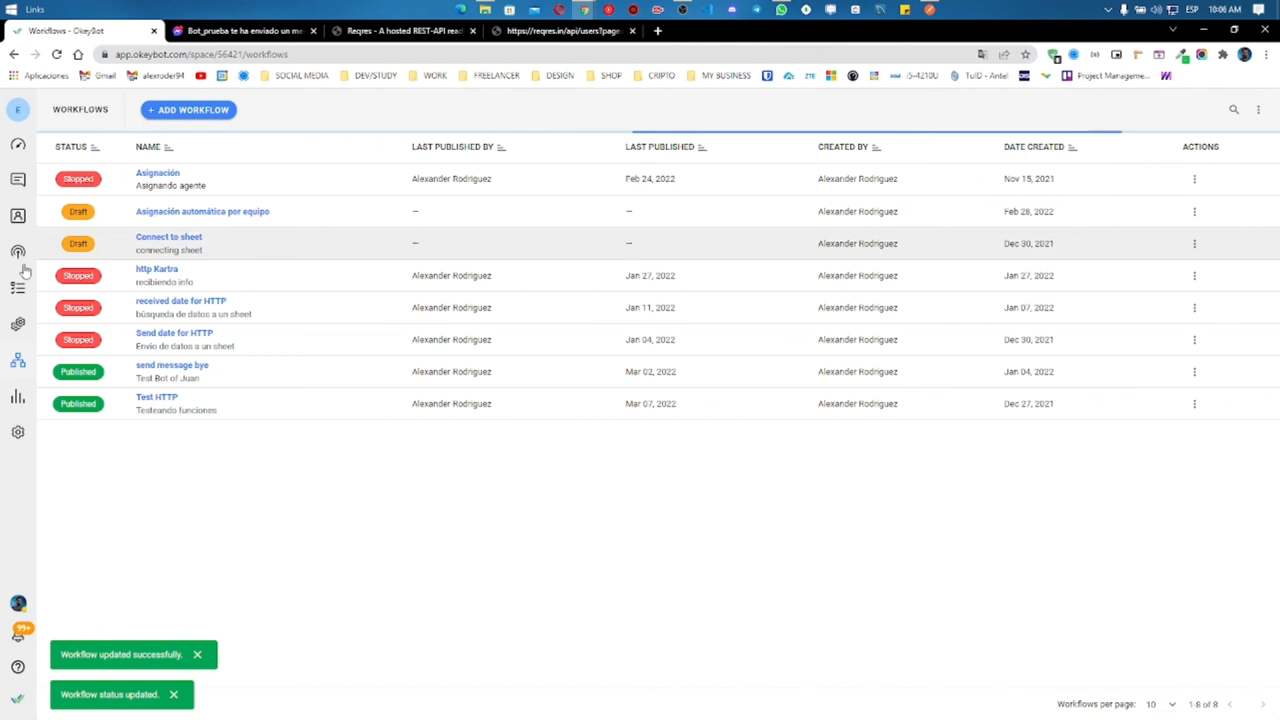 Links
ESP 10:06 AM
Workflows - OkeyBot
Bot_prueba te ha enviado un me
Reqres - A hosted REST-API read
https://reqres.in/api/users?page
app.okeybot.com/space/56421/workflows
Aplicaciones Gmail alexroder94 SOCIAL MEDIA DEV/STUDY WORK FREELANCER DESIGN SHOP CRIPTO MY BUSINESS ZTE i5-4210U TuID - Antel Project Manageme...
E WORKFLOWS + ADD WORKFLOW
STATUS NAME LAST PUBLISHED BY LAST PUBLISHED CREATED BY DATE CREATED ACTIONS
Stopped Asignación Alexander Rodriguez Feb 24, 2022 Alexander Rodriguez Nov 15, 2021
Asignando agente
Draft Asignación automática por equipo – – Alexander Rodriguez Feb 28, 2022
Draft Connect to sheet – – Alexander Rodriguez Dec 30, 2021
connecting sheet
Stopped http Kartra Alexander Rodriguez Jan 27, 2022 Alexander Rodriguez Jan 27, 2022
recibiendo info
Stopped received date for HTTP Alexander Rodriguez Jan 11, 2022 Alexander Rodriguez Jan 07, 2022
búsqueda de datos a un sheet
Stopped Send date for HTTP Alexander Rodriguez Jan 04, 2022 Alexander Rodriguez Dec 30, 2021
Envio de datos a un sheet
Published send message bye Alexander Rodriguez Mar 02, 2022 Alexander Rodriguez Jan 04, 2022
Test Bot of Juan
Published Test HTTP Alexander Rodriguez Mar 07, 2022 Alexander Rodriguez Dec 27, 2021
Testeando funciones
99+
Workflow updated successfully.
Workflow status updated.
Workflows per page: 10 1-8 of 8